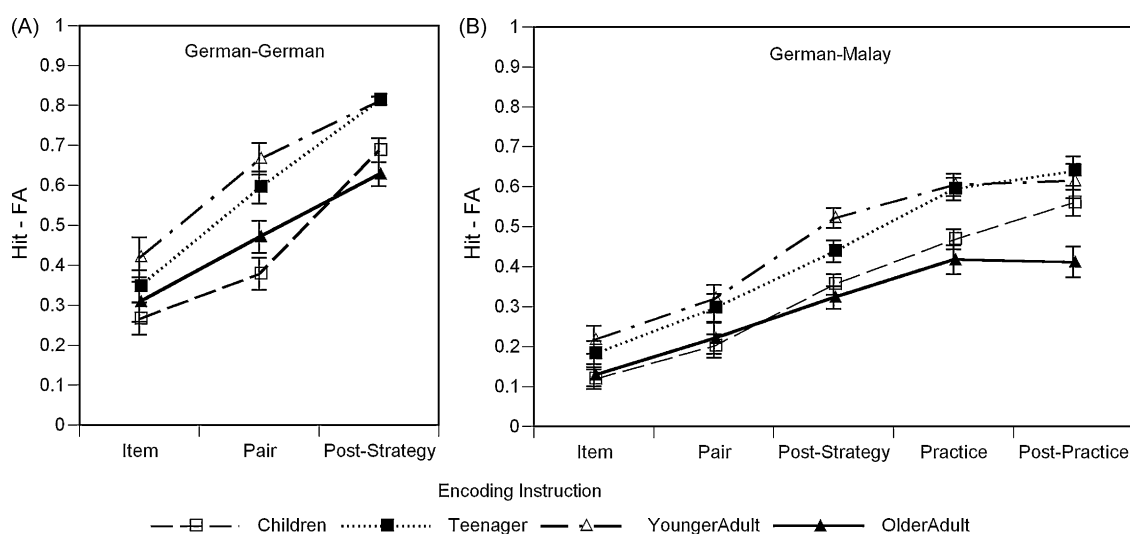 (A)
German-German
Hit - FA
1
0.9
0.8
0.7
0.6
0.5
0.4
0.3
0.2
0.1
0
Item Pair Post-Strategy
(B)
German-Malay
Hit - FA
1
0.9
0.8
0.7
0.6
0.5
0.4
0.3
0.2
0.1
0
Item Pair Post-Strategy Practice Post-Practice
Encoding Instruction
Children Teenager YoungerAdult OlderAdult